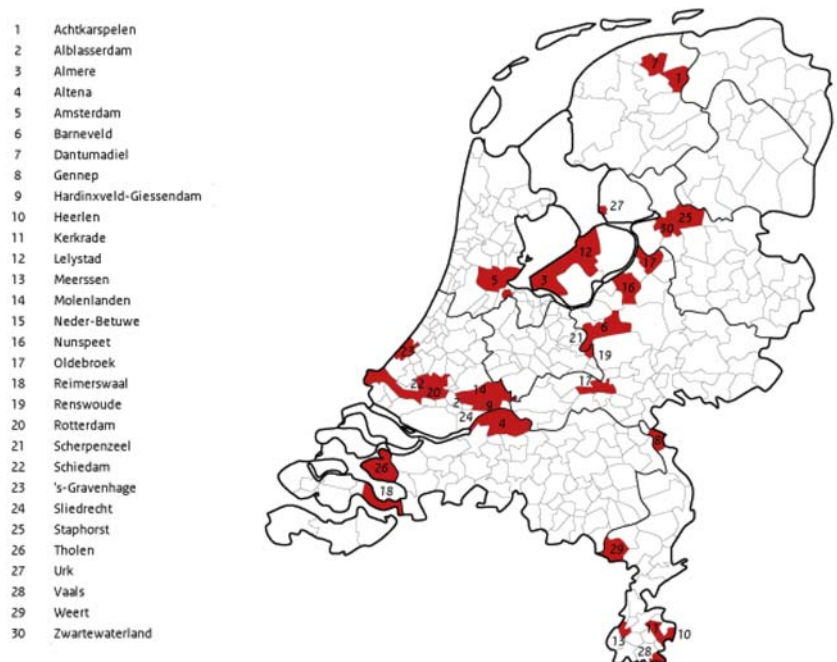 1 Achtkarspelen
2 Alblasserdam
3 Almere
4 Altena
5 Amsterdam
6 Barneveld
7 Dantumadiel
8 Gennep
9 Hardinxveld-Giessendam
10 Heerlen
11 Kerkrade
12 Lelystad
13 Meerssen
14 Molenlanden
15 Neder-Betuwe
16 Nunspeet
17 Oldebroek
18 Reimerswaal
19 Renswoude
20 Rotterdam
21 Scherpenzeel
22 Schiedam
23 's-Gravenhage
24 Sliedrecht
25 Staphorst
26 Tholen
27 Urk
28 Vaals
29 Weert
30 Zwartewaterland
7
1
27
25
30
12
17
5
3
16
6
21
23
19
22
20
14
17
2
9
24
4
8
26
18
29
13
11
10
28